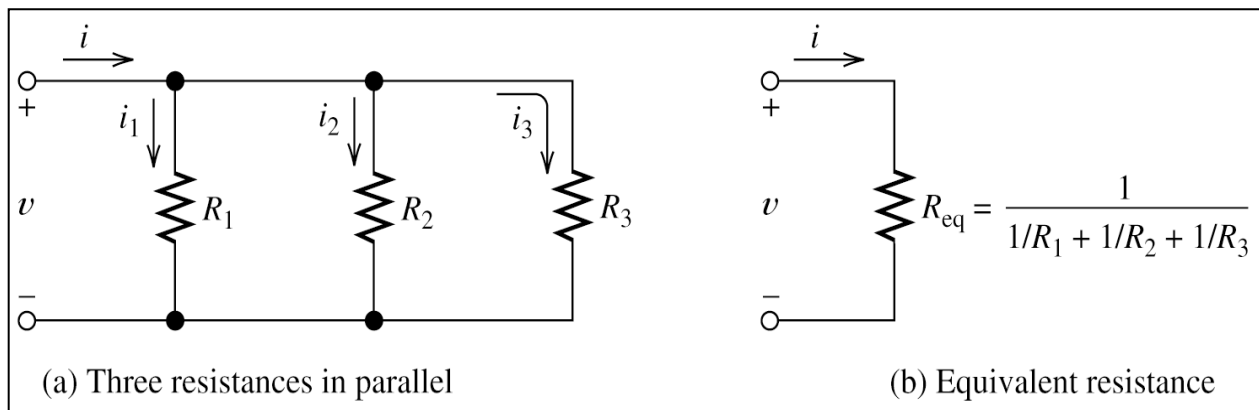 i
+
i₁
i₂
i₃
v
R₁
R₂
R₃
−
(a) Three resistances in parallel
i
+
v
R_eq = 1 / (1/R₁ + 1/R₂ + 1/R₃)
−
(b) Equivalent resistance